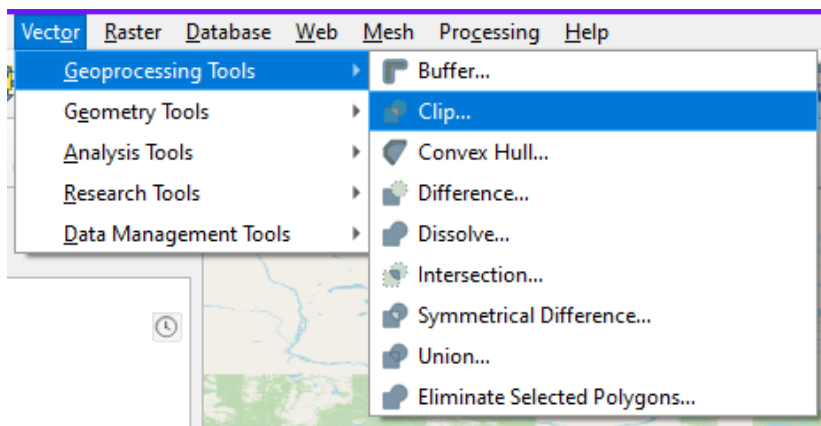 Vector Raster Database Web Mesh Processing Help
Geoprocessing Tools
Geometry Tools
Analysis Tools
Research Tools
Data Management Tools
Buffer...
Clip...
Convex Hull...
Difference...
Dissolve...
Intersection...
Symmetrical Difference...
Union...
Eliminate Selected Polygons...